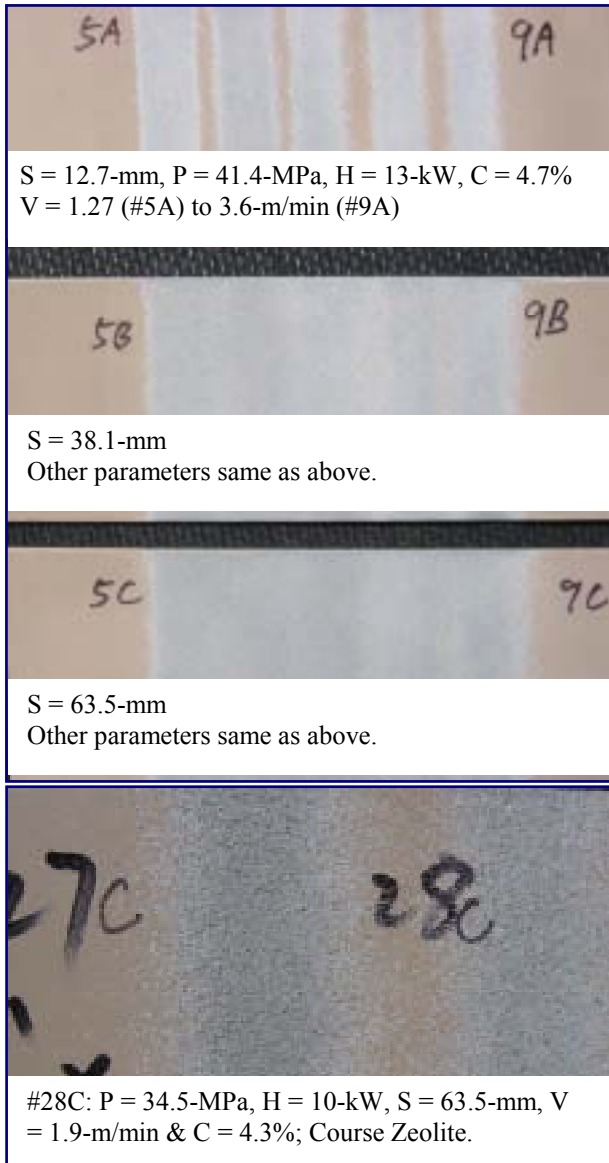 5A 9A
S = 12.7-mm, P = 41.4-MPa, H = 13-kW, C = 4.7%
V = 1.27 (#5A) to 3.6-m/min (#9A)
5B 9B
S = 38.1-mm
Other parameters same as above.
5C 9C
S = 63.5-mm
Other parameters same as above.
27C 28C
#28C: P = 34.5-MPa, H = 10-kW, S = 63.5-mm, V
= 1.9-m/min & C = 4.3%; Course Zeolite.